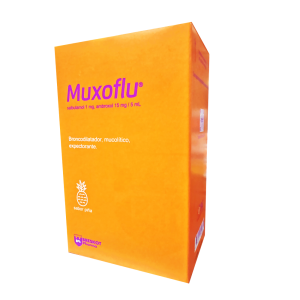 Muxoflu®
salbutamol 1 mg, ambroxol 15 mg / 5 mL
Broncodilatador, mucolítico,
expectorante
sabor piña